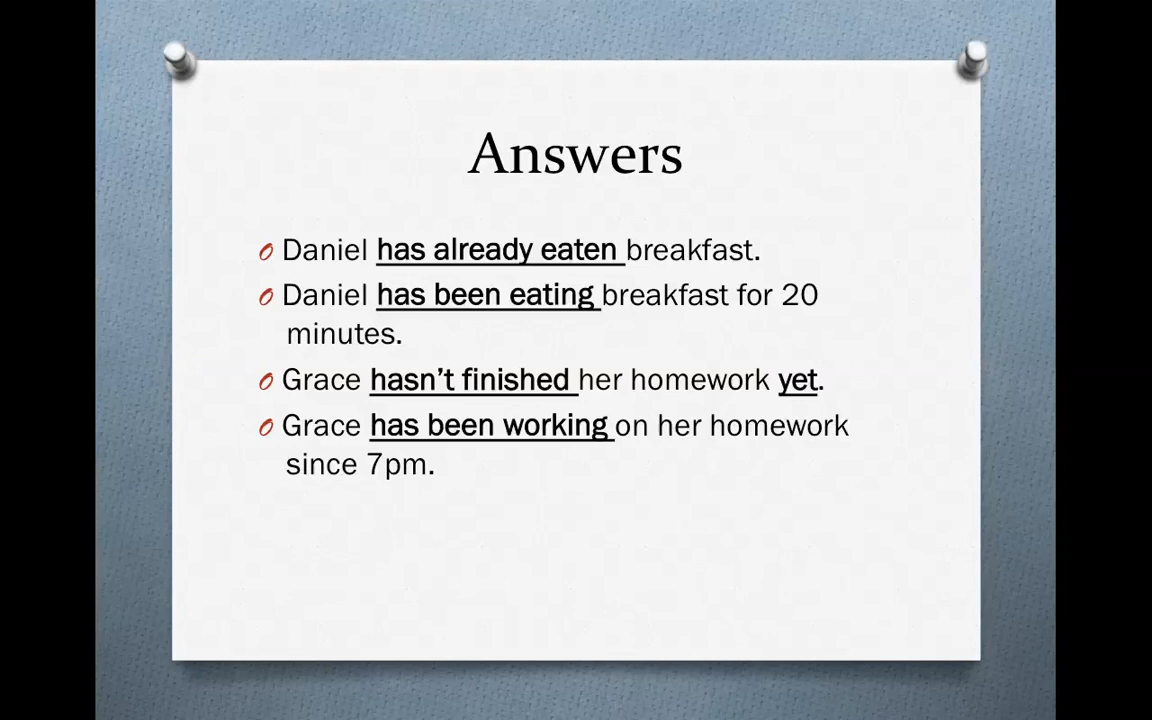 Answers
Daniel has already eaten breakfast.
Daniel has been eating breakfast for 20
minutes.
Grace hasn’t finished her homework yet.
Grace has been working on her homework
since 7pm.